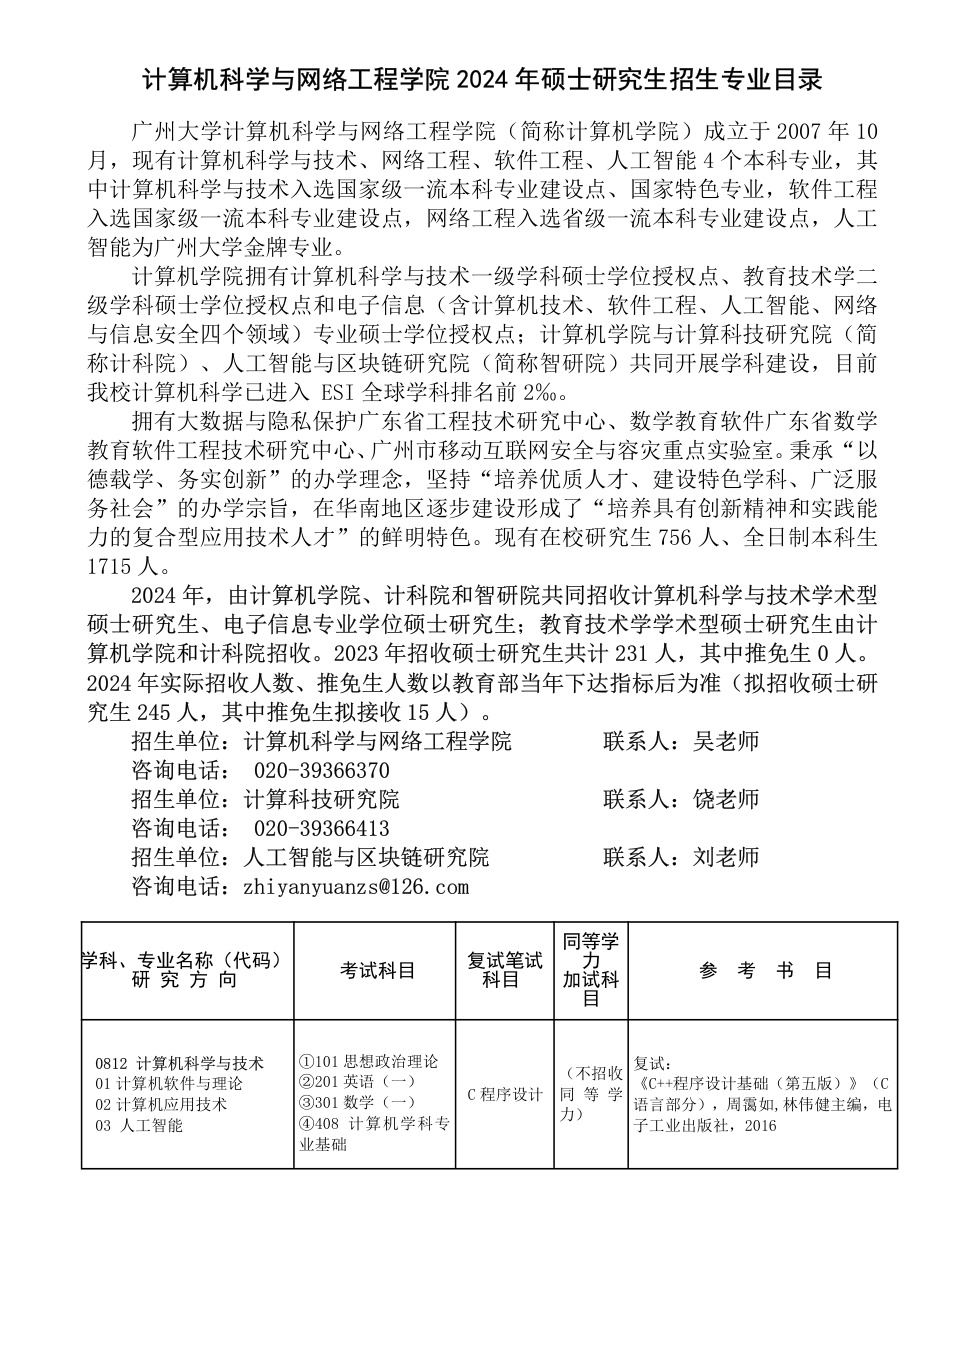 计算机科学与网络工程学院 2024 年硕士研究生招生专业目录
广州大学计算机科学与网络工程学院（简称计算机学院）成立于 2007 年 10
月，现有计算机科学与技术、网络工程、软件工程、人工智能 4 个本科专业，其
中计算机科学与技术入选国家级一流本科专业建设点、国家特色专业，软件工程
入选国家级一流本科专业建设点，网络工程入选省级一流本科专业建设点，人工
智能为广州大学金牌专业。
计算机学院拥有计算机科学与技术一级学科硕士学位授权点、教育技术学二
级学科硕士学位授权点和电子信息（含计算机技术、软件工程、人工智能、网络
与信息安全四个领域）专业硕士学位授权点；计算机学院与计算科技研究院（简
称计科院）、人工智能与区块链研究院（简称智研院）共同开展学科建设，目前
我校计算机科学已进入 ESI 全球学科排名前 2‰。
拥有大数据与隐私保护广东省工程技术研究中心、数学教育软件广东省数学
教育软件工程技术研究中心、广州市移动互联网安全与容灾重点实验室。秉承“以
德载学、务实创新”的办学理念，坚持“培养优质人才、建设特色学科、广泛服
务社会”的办学宗旨，在华南地区逐步建设形成了“培养具有创新精神和实践能
力的复合型应用技术人才”的鲜明特色。现有在校研究生 756 人、全日制本科生
1715 人。
2024 年，由计算机学院、计科院和智研院共同招收计算机科学与技术学术型
硕士研究生、电子信息专业学位硕士研究生；教育技术学学术型硕士研究生由计
算机学院和计科院招收。2023 年招收硕士研究生共计 231 人，其中推免生 0 人。
2024 年实际招收人数、推免生人数以教育部当年下达指标后为准（拟招收硕士研
究生 245 人，其中推免生拟接收 15 人）。
招生单位：计算机科学与网络工程学院 联系人：吴老师
咨询电话： 020-39366370
招生单位：计算科技研究院 联系人：饶老师
咨询电话： 020-39366413
招生单位：人工智能与区块链研究院 联系人：刘老师
咨询电话：zhiyanyuanzs@126.com
学科、专业名称（代码）
研 究 方 向
考试科目
复试笔试
科目
同等学
力
加试科
目
参 考 书 目
0812 计算机科学与技术
01 计算机软件与理论
02 计算机应用技术
03 人工智能
①101 思想政治理论
②201 英语（一）
③301 数学（一）
④408 计算机学科专
业基础
C 程序设计
（不招收
同 等 学
力）
复试：
《C++程序设计基础（第五版）》（C
语言部分），周霭如,林伟健主编，电
子工业出版社，2016